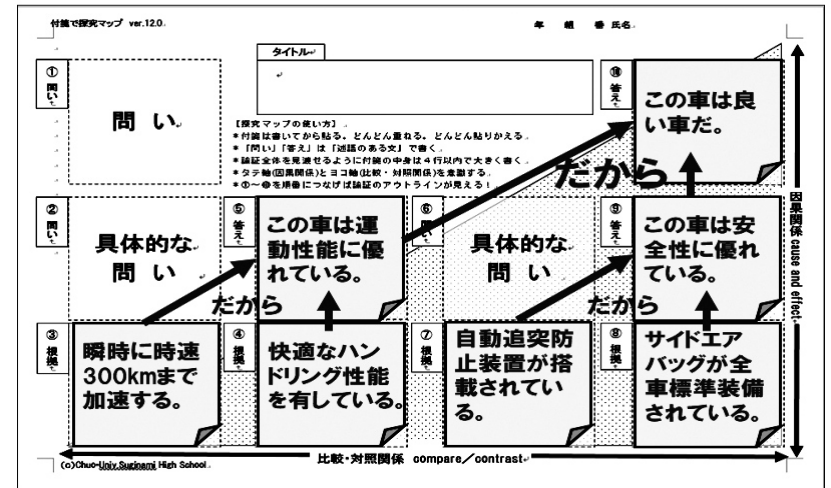 付箋で探究マップ ver.12.0
年 組 番 氏名
タイトル
① 問い
問 い
【探究マップの使い方】
*付箋は書いてから貼る。どんどん重ねる。どんどん貼りかえる
*「問い」「答え」は「述語のある文」で書く
*論証全体を見渡せるように付箋の中身は4行以内で大きく書く
*タテ軸(因果関係)とヨコ軸(比較・対照関係)を意識する
*①~⑩を順番につなげば論証のアウトラインが見える!
⑩ 答え
この車は良
い車だ。
だから
② 問い
具体的な
問 い
⑤ 答え
この車は運
動性能に優
れている。
⑥ 問い
具体的な
問 い
⑨ 答え
この車は安
全性に優れ
ている。
だから
だから
③ 根拠
瞬時に時速
300kmまで
加速する。
④ 根拠
快適なハン
ドリング性能
を有している。
⑦ 根拠
自動追突防
止装置が搭
載されてい
る。
⑧ 根拠
サイドエア
バッグが全
車標準装備
されている。
因果関係 cause and effect
比較・対照関係 compare/contrast
(c)Chuo-Univ.Suginami High School